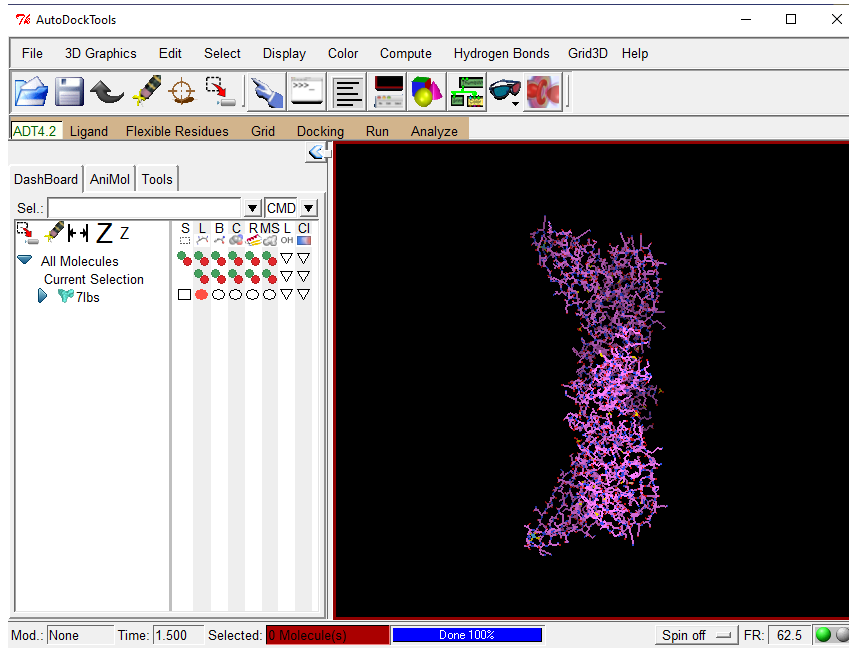 AutoDockTools
File 3D Graphics Edit Select Display Color Compute Hydrogen Bonds Grid3D Help
>>>
ADT4.2 Ligand Flexible Residues Grid Docking Run Analyze
DashBoard AniMol Tools
Sel.: CMD
Z Z S L B C R MS L Cl
OH
All Molecules
Current Selection
7lbs
Mod.: None Time: 1.500 Selected: 0 Molecule(s) Done 100% Spin off FR: 62.5